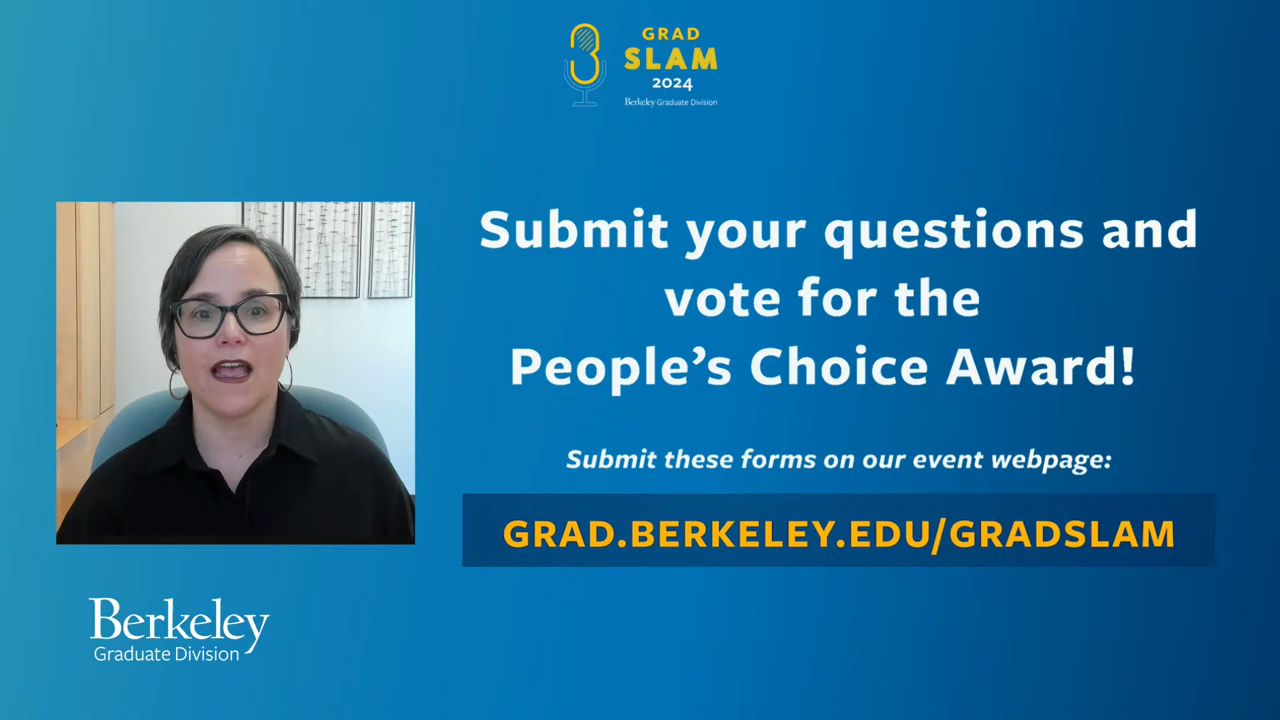 GRAD
SLAM
2024
Berkeley Graduate Division
Submit your questions and
vote for the
People’s Choice Award!
Submit these forms on our event webpage:
GRAD.BERKELEY.EDU/GRADSLAM
Berkeley
Graduate Division